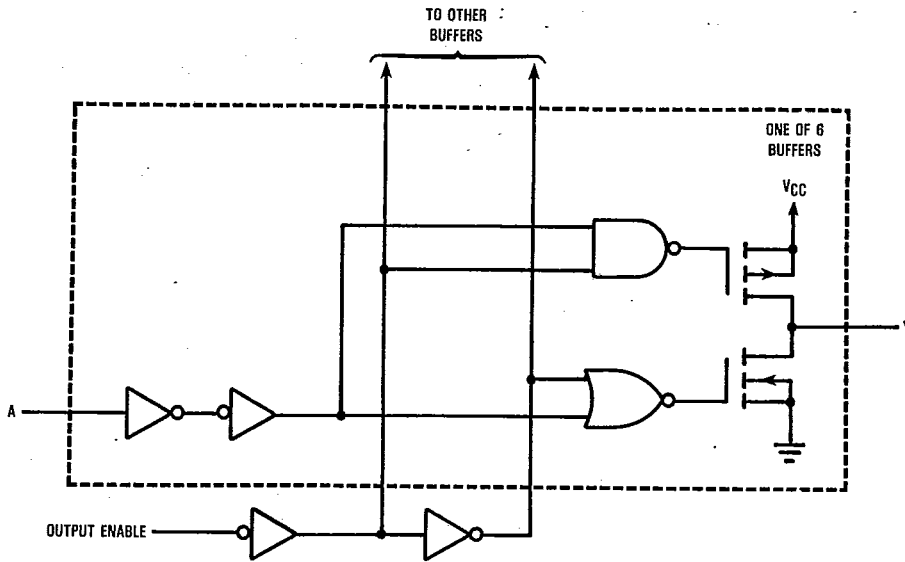 TO OTHER
BUFFERS
ONE OF 6
BUFFERS
VCC
A
OUTPUT ENABLE